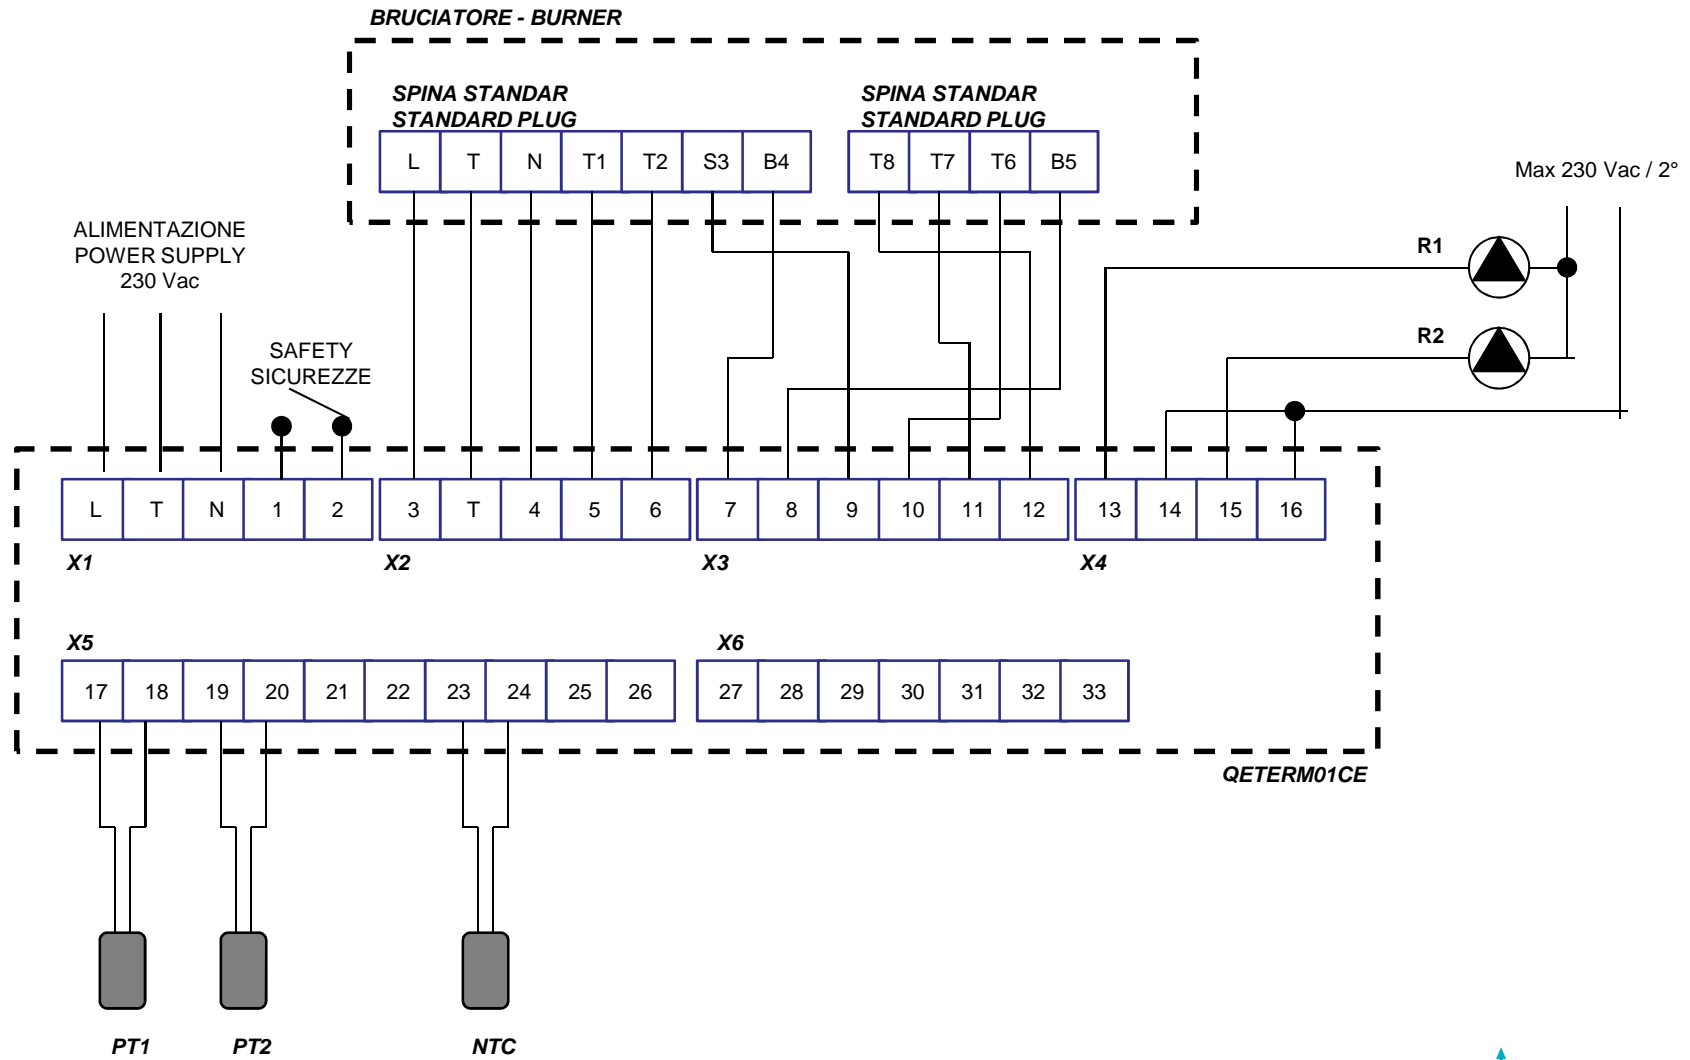 BRUCIATORE - BURNER
SPINA STANDAR
STANDARD PLUG
SPINA STANDAR
STANDARD PLUG
L T N T1 T2 S3 B4
T8 T7 T6 B5
Max 230 Vac / 2°
ALIMENTAZIONE
POWER SUPPLY
230 Vac
R1
R2
SAFETY
SICUREZZE
L T N 1 2
3 T 4 5 6
7 8 9 10 11 12
13 14 15 16
X1
X2
X3
X4
X5
X6
17 18 19 20 21 22 23 24 25 26
27 28 29 30 31 32 33
QETERM01CE
PT1
PT2
NTC